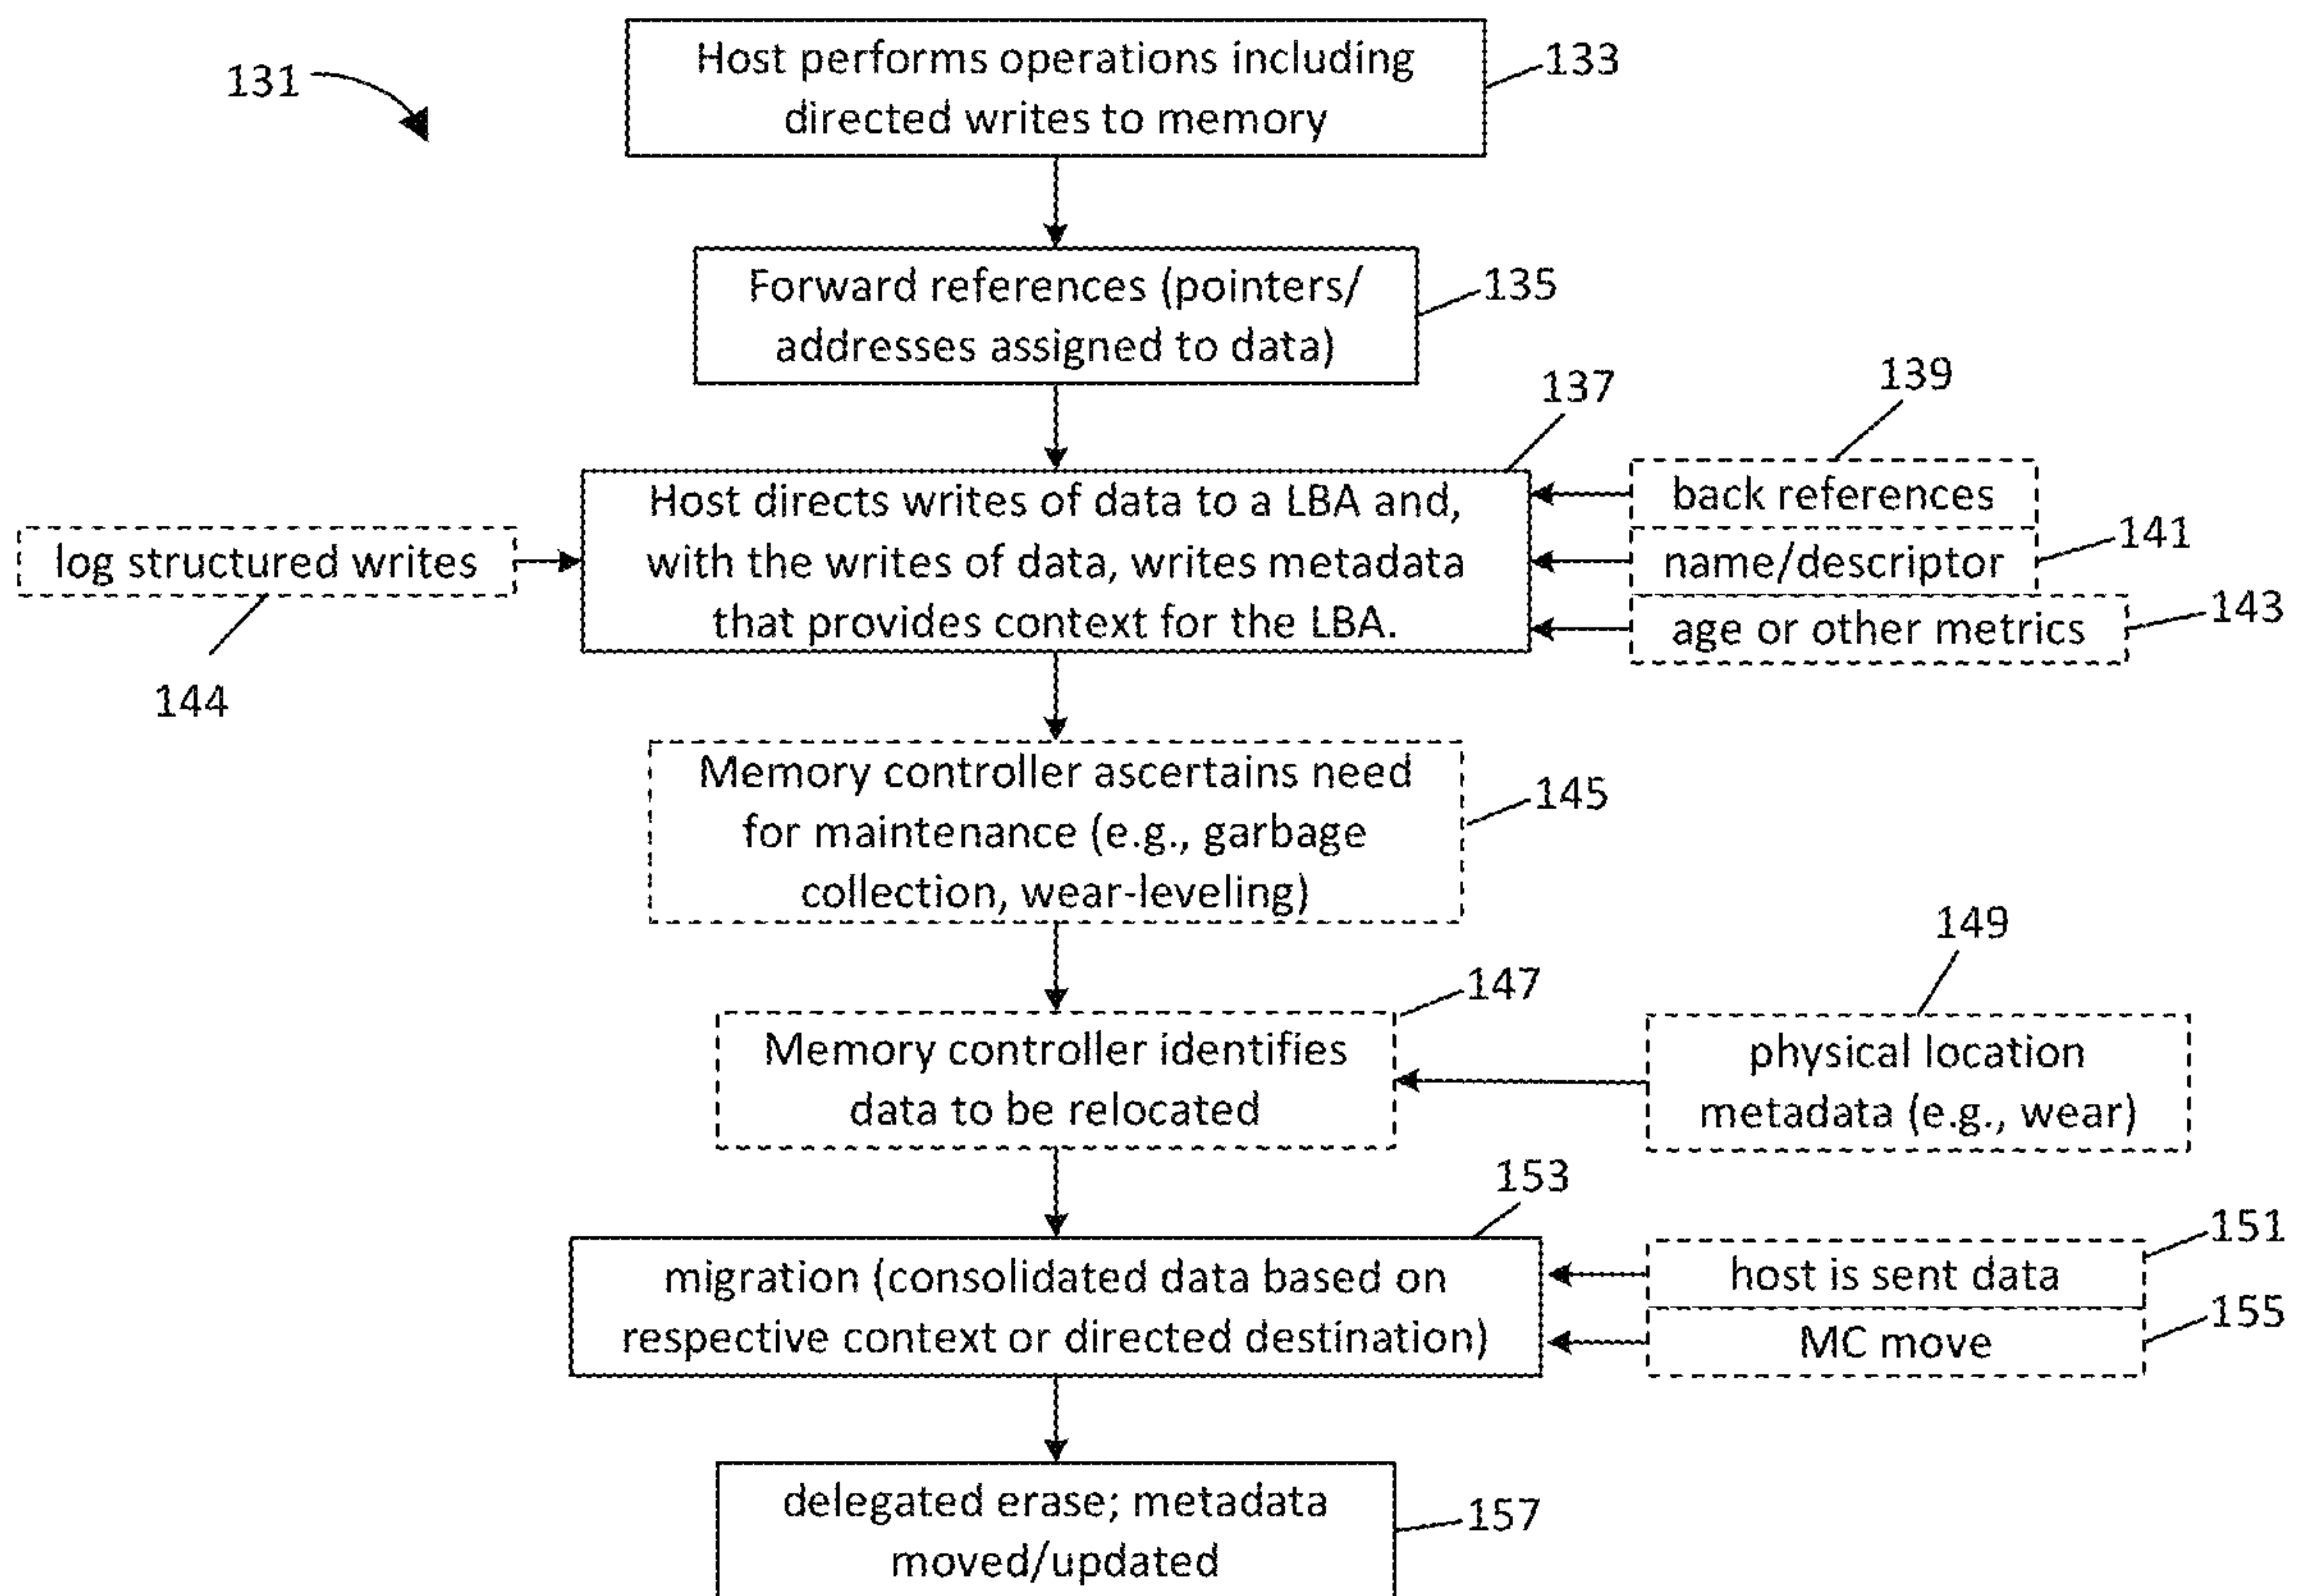 131
Host performs operations including
directed writes to memory
133
Forward references (pointers/
addresses assigned to data)
135
137
139
Host directs writes of data to a LBA and,
with the writes of data, writes metadata
that provides context for the LBA.
log structured writes
144
back references
name/descriptor
141
age or other metrics
143
Memory controller ascertains need
for maintenance (e.g., garbage
collection, wear-leveling)
145
147
149
Memory controller identifies
data to be relocated
physical location
metadata (e.g., wear)
153
migration (consolidated data based on
respective context or directed destination)
host is sent data
151
MC move
155
delegated erase; metadata
moved/updated
157